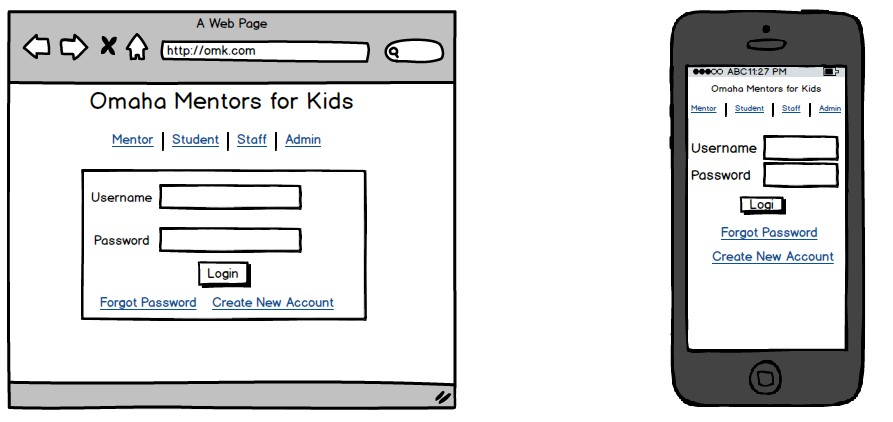 A Web Page
http://omk.com
Omaha Mentors for Kids
Mentor Student Staff Admin
Username
Password
Login
Forgot Password Create New Account
ABC 11:27 PM
Omaha Mentors for Kids
Mentor Student Staff Admin
Username
Password
Logi
Forgot Password
Create New Account